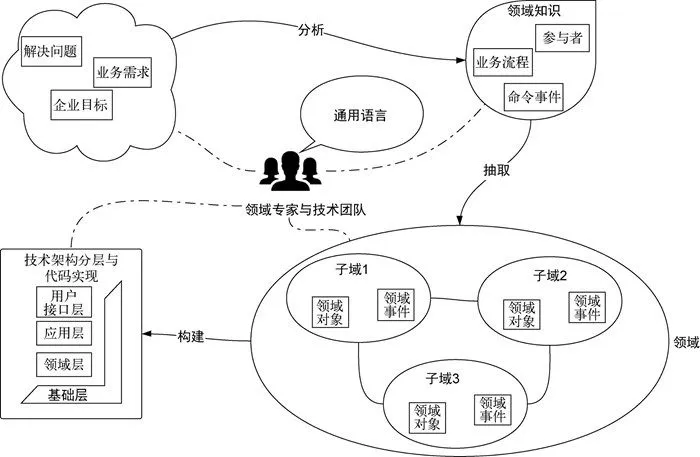 解决问题
业务需求
企业目标
分析
领域知识
参与者
业务流程
命令事件
通用语言
领域专家与技术团队
抽取
技术架构分层与
代码实现
用户
接口层
应用层
领域层
基础层
构建
子域1
领域
对象
领域
事件
子域2
领域
对象
领域
事件
子域3
领域
对象
领域
事件
领域